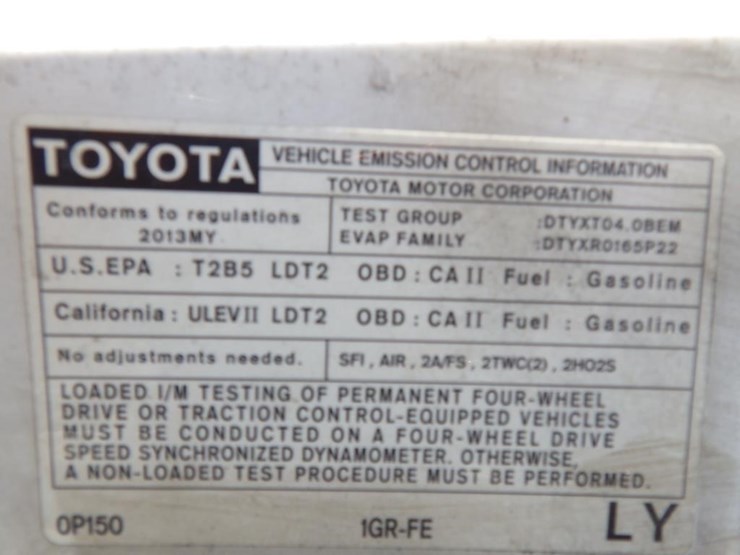 TOYOTA VEHICLE EMISSION CONTROL INFORMATION
TOYOTA MOTOR CORPORATION
Conforms to regulations
2013MY
TEST GROUP :DTYXT04.0BEM
EVAP FAMILY :DTYXR0165P22
U.S.EPA : T2B5 LDT2 OBD : CA II Fuel : Gasoline
California : ULEVII LDT2 OBD : CA II Fuel : Gasoline
No adjustments needed. SFI , AIR , 2A/FS , 2TWC(2) , 2HO2S
LOADED I/M TESTING OF PERMANENT FOUR-WHEEL
DRIVE OR TRACTION CONTROL-EQUIPPED VEHICLES
MUST BE CONDUCTED ON A FOUR-WHEEL DRIVE
SPEED SYNCHRONIZED DYNAMOMETER. OTHERWISE,
A NON-LOADED TEST PROCEDURE MUST BE PERFORMED.
0P150 1GR-FE LY